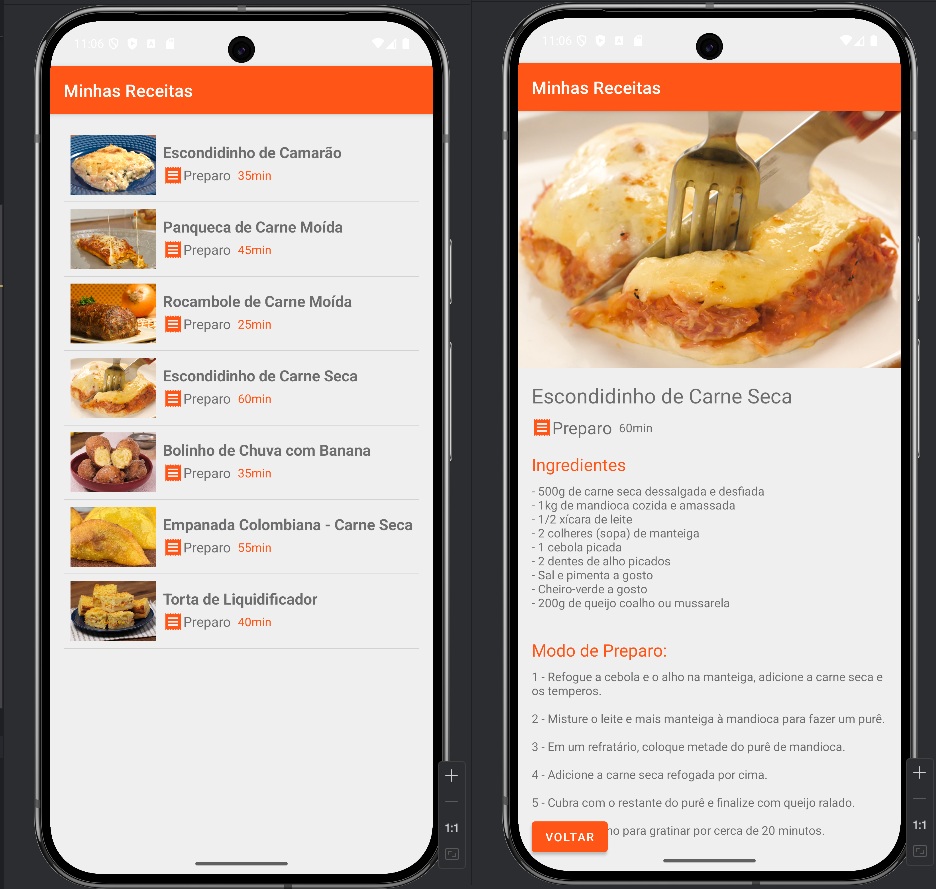 11:06
Minhas Receitas
Escondidinho de Camarão
Preparo 35min
Panqueca de Carne Moída
Preparo 45min
Rocambole de Carne Moída
Preparo 25min
Escondidinho de Carne Seca
Preparo 60min
Bolinho de Chuva com Banana
Preparo 35min
Empanada Colombiana - Carne Seca
Preparo 55min
Torta de Liquidificador
Preparo 40min
1:1
11:06
Minhas Receitas
Escondidinho de Carne Seca
Preparo 60min
Ingredientes
- 500g de carne seca dessalgada e desfiada
- 1kg de mandioca cozida e amassada
- 1/2 xícara de leite
- 2 colheres (sopa) de manteiga
- 1 cebola picada
- 2 dentes de alho picados
- Sal e pimenta a gosto
- Cheiro-verde a gosto
- 200g de queijo coalho ou mussarela
Modo de Preparo:
1 - Refogue a cebola e o alho na manteiga, adicione a carne seca e
os temperos.
2 - Misture o leite e mais manteiga à mandioca para fazer um purê.
3 - Em um refratário, coloque metade do purê de mandioca.
4 - Adicione a carne seca refogada por cima.
5 - Cubra com o restante do purê e finalize com queijo ralado.
para gratinar por cerca de 20 minutos.
VOLTAR
1:1